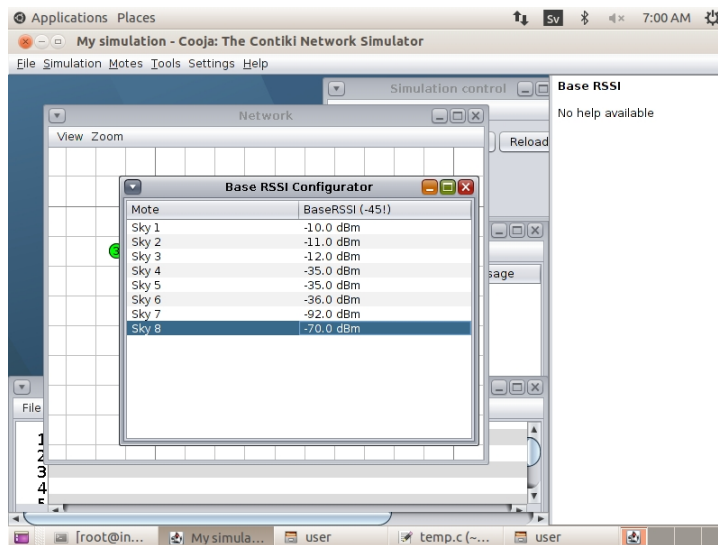 Applications Places
Sv
7:00 AM
My simulation - Cooja: The Contiki Network Simulator
File Simulation Motes Tools Settings Help
Simulation control
Base RSSI
No help available
Network
View Zoom
Reload
Base RSSI Configurator
Mote BaseRSSI (-45!)
Sky 1 -10.0 dBm
Sky 2 -11.0 dBm
Sky 3 -12.0 dBm
Sky 4 -35.0 dBm
Sky 5 -35.0 dBm
Sky 6 -36.0 dBm
Sky 7 -92.0 dBm
Sky 8 -70.0 dBm
3
sage
File
1
2
3
4
5
[root@in... My simula... user temp.c (~... user